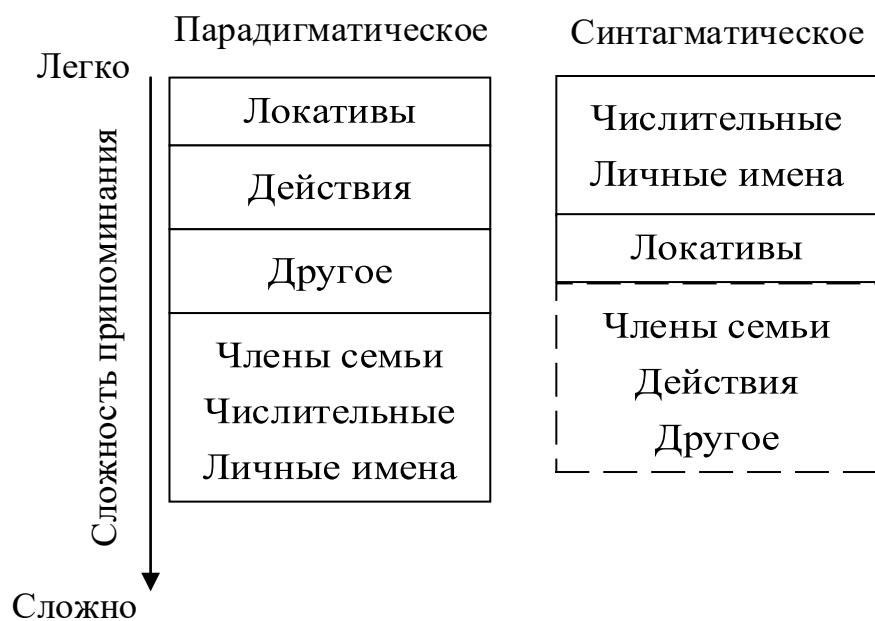 Парадигматическое
Синтагматическое
Легко
Сложность припоминания
Сложно
Локативы
Действия
Другое
Члены семьи
Числительные
Личные имена
Числительные
Личные имена
Локативы
Члены семьи
Действия
Другое